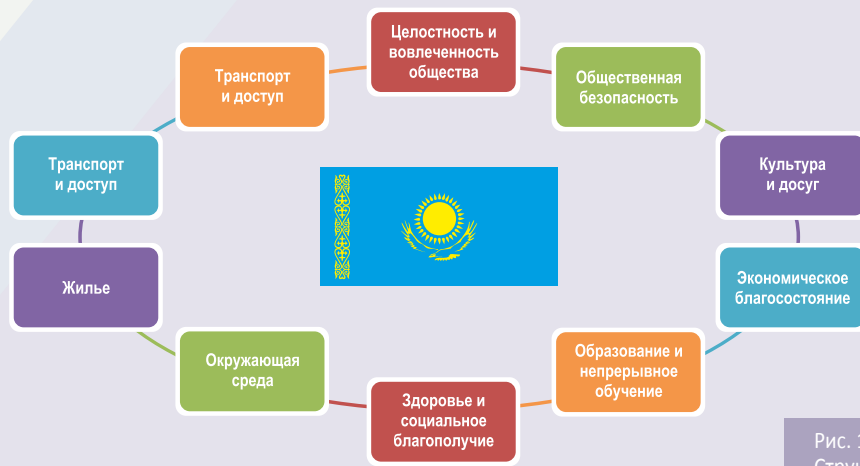 Целостность и
вовлеченность
общества
Транспорт
и доступ
Общественная
безопасность
Транспорт
и доступ
Культура
и досуг
Жилье
Экономическое
благосостояние
Окружающая
среда
Образование и
непрерывное
обучение
Здоровье и
социальное
благополучие
Рис.